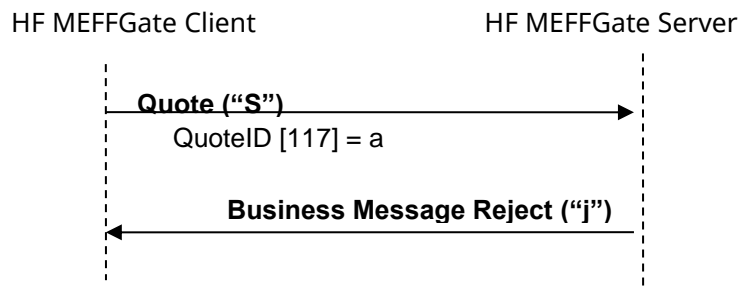 HF MEFFGate Client HF MEFFGate Server
Quote (“S”)
QuoteID [117] = a
Business Message Reject (“j”)